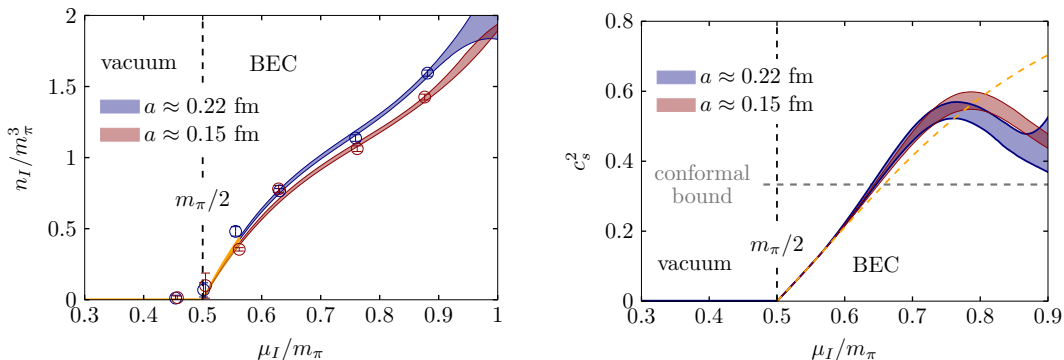 2
1.5
1
0.5
0
n_I/m_π^3
vacuum
BEC
a ≈ 0.22 fm
a ≈ 0.15 fm
m_π/2
0.3 0.4 0.5 0.6 0.7 0.8 0.9 1
μ_I/m_π
0.8
0.6
0.4
0.2
0
c_s^2
a ≈ 0.22 fm
a ≈ 0.15 fm
conformal
bound
m_π/2
vacuum
BEC
0.3 0.4 0.5 0.6 0.7 0.8 0.9
μ_I/m_π